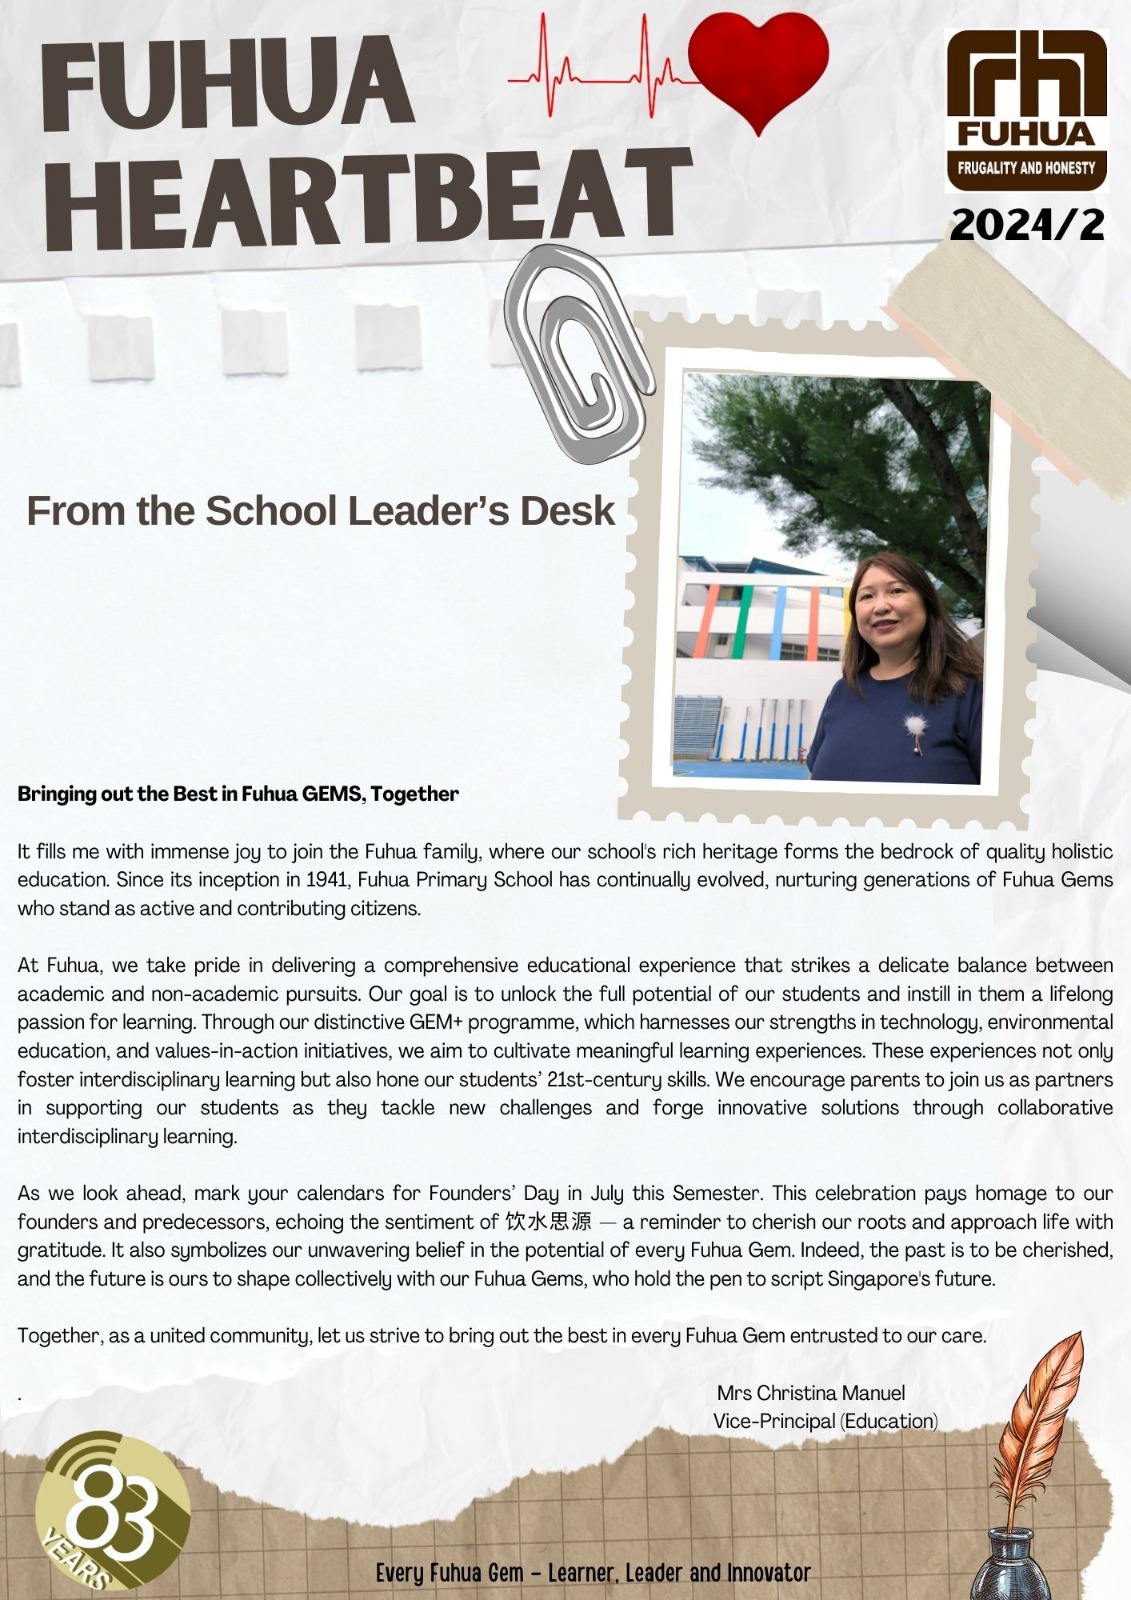 FUHUA
HEARTBEAT
FUHUA
FRUGALITY AND HONESTY
2024/2
From the School Leader’s Desk
Bringing out the Best in Fuhua GEMS, Together
It fills me with immense joy to join the Fuhua family, where our school's rich heritage forms the bedrock of quality holistic
education. Since its inception in 1941, Fuhua Primary School has continually evolved, nurturing generations of Fuhua Gems
who stand as active and contributing citizens.
At Fuhua, we take pride in delivering a comprehensive educational experience that strikes a delicate balance between
academic and non-academic pursuits. Our goal is to unlock the full potential of our students and instill in them a lifelong
passion for learning. Through our distinctive GEM+ programme, which harnesses our strengths in technology, environmental
education, and values-in-action initiatives, we aim to cultivate meaningful learning experiences. These experiences not only
foster interdisciplinary learning but also hone our students’ 21st-century skills. We encourage parents to join us as partners
in supporting our students as they tackle new challenges and forge innovative solutions through collaborative
interdisciplinary learning.
As we look ahead, mark your calendars for Founders’ Day in July this Semester. This celebration pays homage to our
founders and predecessors, echoing the sentiment of 饮水思源 — a reminder to cherish our roots and approach life with
gratitude. It also symbolizes our unwavering belief in the potential of every Fuhua Gem. Indeed, the past is to be cherished,
and the future is ours to shape collectively with our Fuhua Gems, who hold the pen to script Singapore's future.
Together, as a united community, let us strive to bring out the best in every Fuhua Gem entrusted to our care.
.
Mrs Christina Manuel
Vice-Principal (Education)
83
YEARS
Every Fuhua Gem – Learner, Leader and Innovator